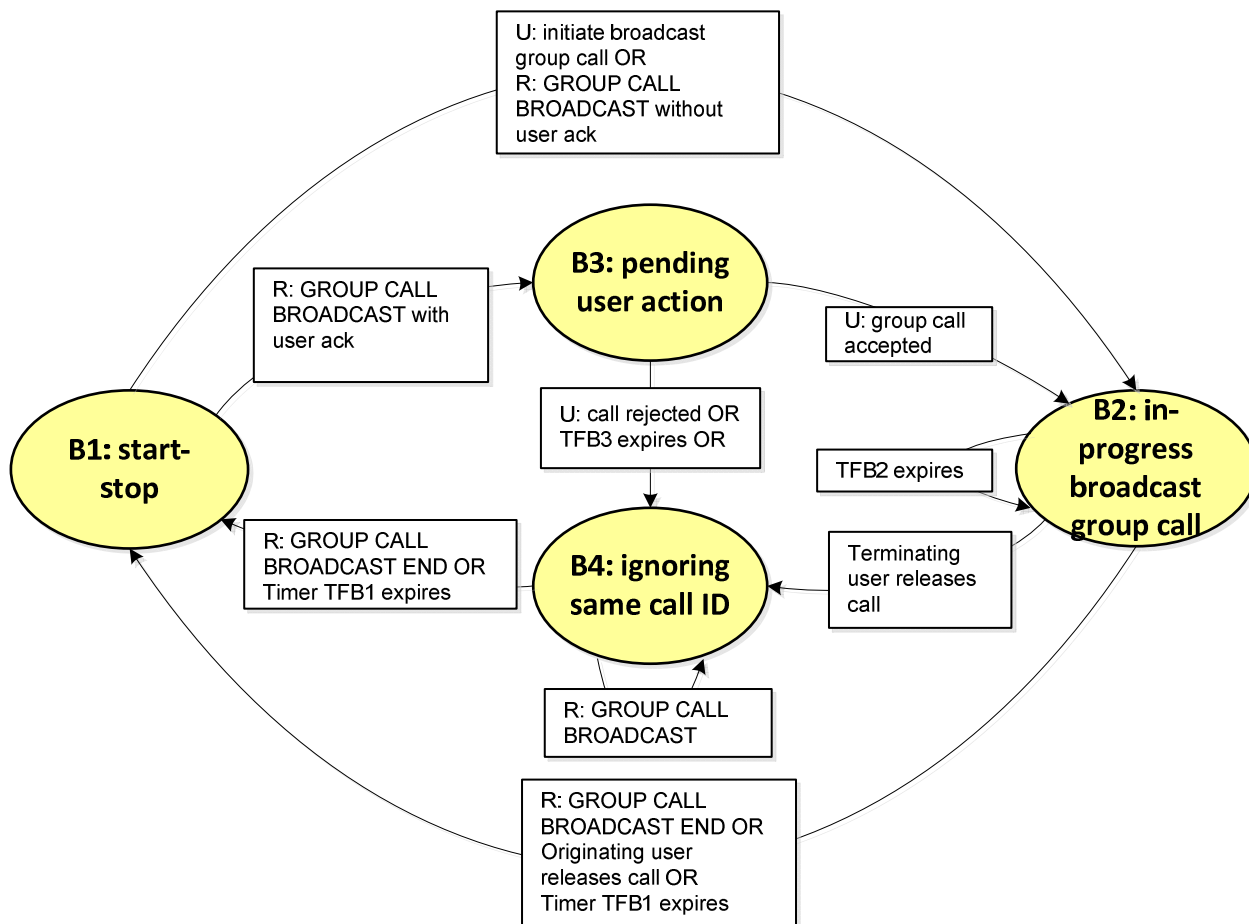 U: initiate broadcast
group call OR
R: GROUP CALL
BROADCAST without
user ack
B3: pending
user action
R: GROUP CALL
BROADCAST with
user ack
U: group call
accepted
U: call rejected OR
TFB3 expires OR
B1: start-
stop
B2: in-
progress
broadcast
group call
TFB2 expires
R: GROUP CALL
BROADCAST END OR
Timer TFB1 expires
B4: ignoring
same call ID
Terminating
user releases
call
R: GROUP CALL
BROADCAST
R: GROUP CALL
BROADCAST END OR
Originating user
releases call OR
Timer TFB1 expires